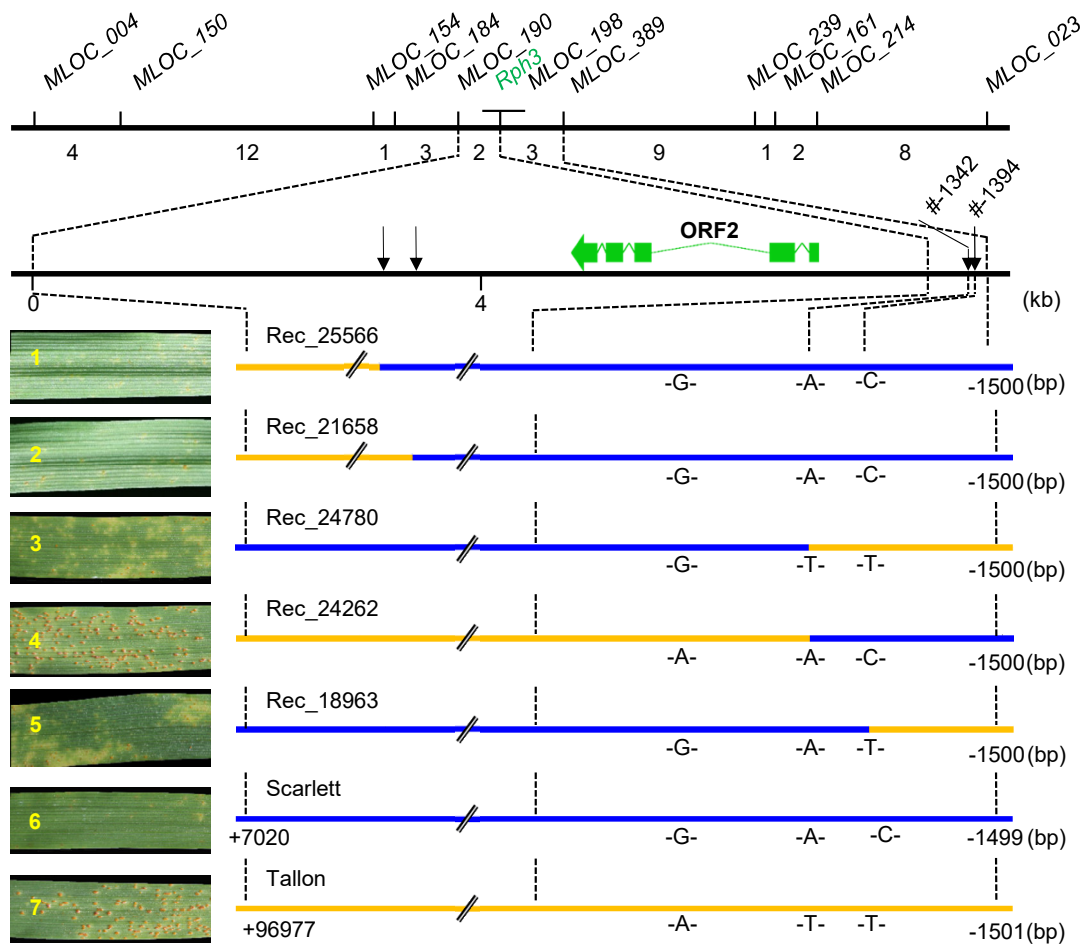 MLOC_004 MLOC_150 MLOC_154 MLOC_184 MLOC_190 Rph3 MLOC_198 MLOC_389 MLOC_239 MLOC_161 MLOC_214 MLOC_023
4 12 1 3 2 3 9 1 2 8
#-1342 #-1394
ORF2
0 4 (kb)
1 Rec_25566
-G- -A- -C- -1500 (bp)
2 Rec_21658
-G- -A- -C- -1500 (bp)
3 Rec_24780
-G- -T- -T- -1500 (bp)
4 Rec_24262
-A- -A- -C- -1500 (bp)
5 Rec_18963
-G- -A- -T- -1500 (bp)
6 Scarlett
+7020 -G- -A- -C- -1499 (bp)
7 Tallon
+96977 -A- -T- -T- -1501 (bp)